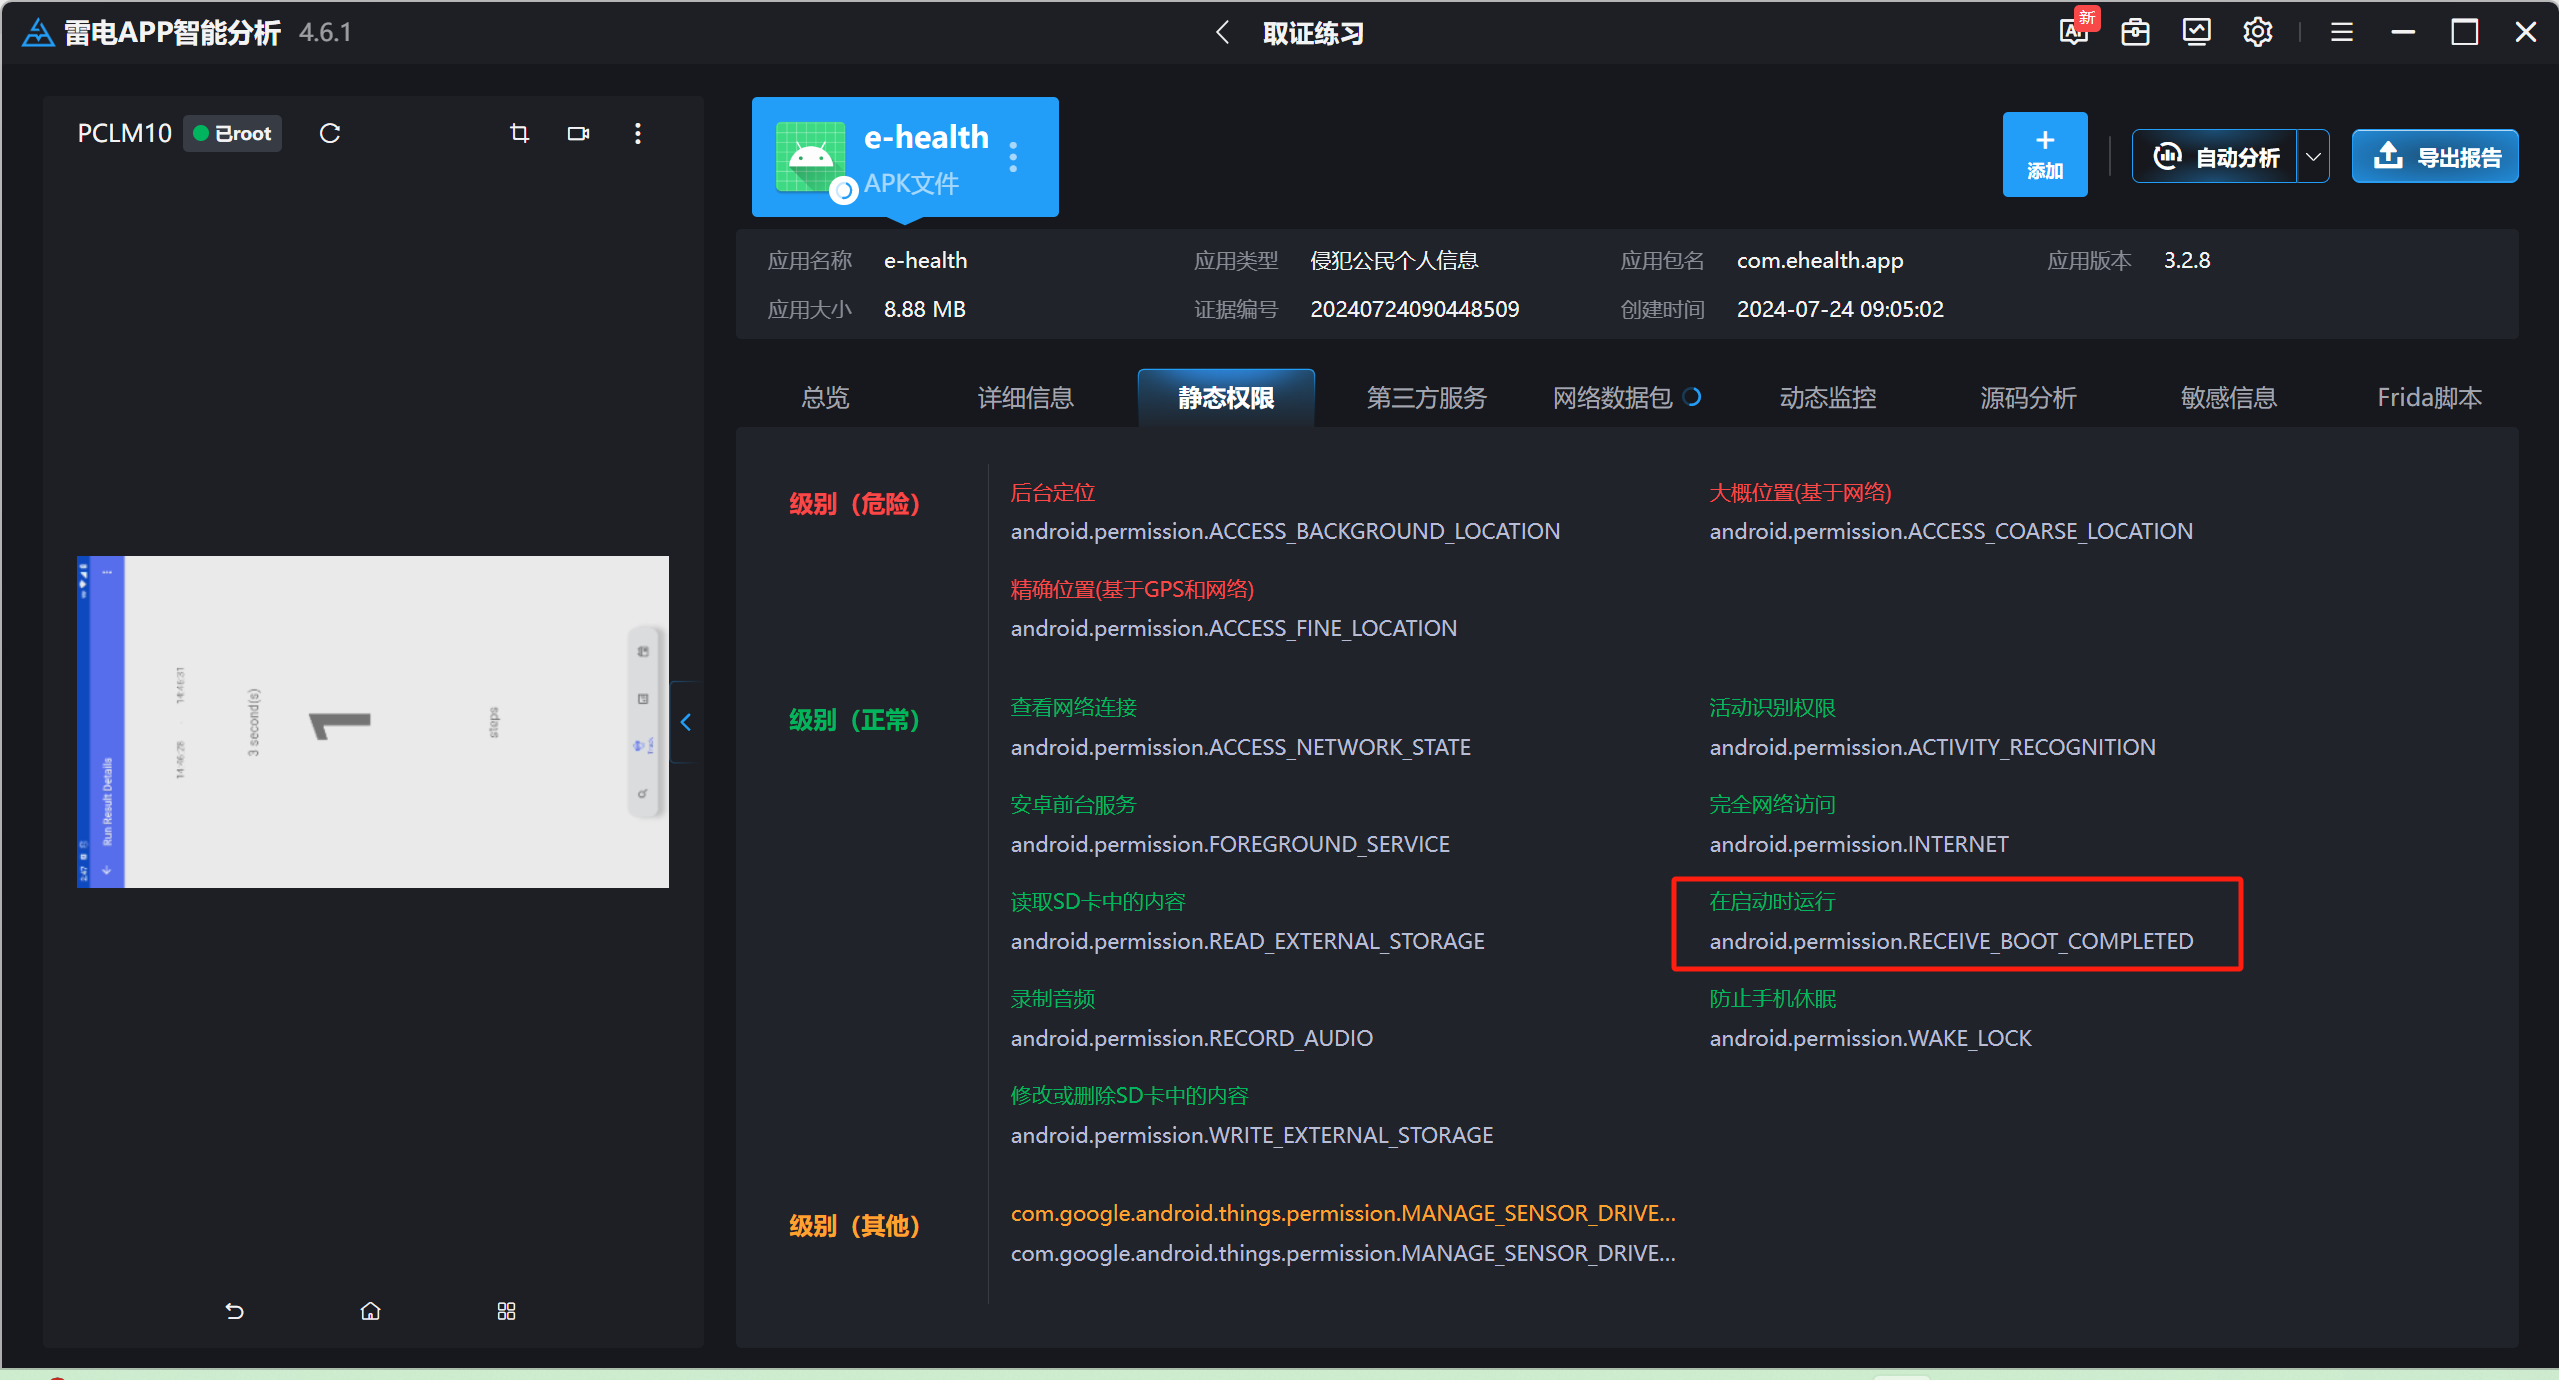 雷电APP智能分析 4.6.1
取证练习
新
PCLM10 已root
e-health
APK文件
添加
自动分析
导出报告
应用名称 e-health 应用类型 侵犯公民个人信息 应用包名 com.ehealth.app 应用版本 3.2.8
应用大小 8.88 MB 证据编号 20240724090448509 创建时间 2024-07-24 09:05:02
总览 详细信息 静态权限 第三方服务 网络数据包 动态监控 源码分析 敏感信息 Frida脚本
级别（危险）
后台定位
android.permission.ACCESS_BACKGROUND_LOCATION
大概位置(基于网络)
android.permission.ACCESS_COARSE_LOCATION
精确位置(基于GPS和网络)
android.permission.ACCESS_FINE_LOCATION
级别（正常）
查看网络连接
android.permission.ACCESS_NETWORK_STATE
活动识别权限
android.permission.ACTIVITY_RECOGNITION
安卓前台服务
android.permission.FOREGROUND_SERVICE
完全网络访问
android.permission.INTERNET
读取SD卡中的内容
android.permission.READ_EXTERNAL_STORAGE
在启动时运行
android.permission.RECEIVE_BOOT_COMPLETED
录制音频
android.permission.RECORD_AUDIO
防止手机休眠
android.permission.WAKE_LOCK
修改或删除SD卡中的内容
android.permission.WRITE_EXTERNAL_STORAGE
级别（其他）
com.google.android.things.permission.MANAGE_SENSOR_DRIVE...
com.google.android.things.permission.MANAGE_SENSOR_DRIVE...
2:47
Run Result Details
14:46:28 - 14:46:31
3 second(s)
1
steps